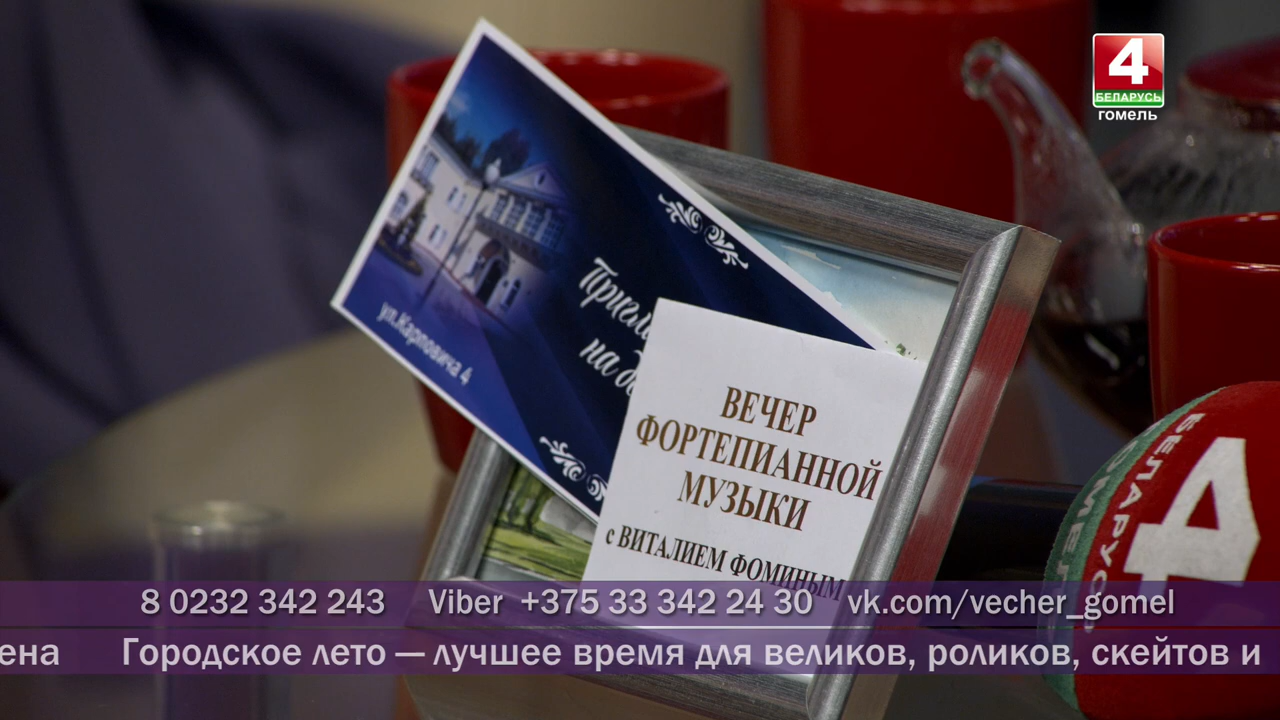 4
БЕЛАРУСЬ
гомель
ул.Карповича 4
на
ВЕЧЕР
ФОРТЕПИАННОЙ
МУЗЫКИ
с ВИТАЛИЕМ ФОМИНЫМ
БЕЛАРУСЬ
4
8 0232 342 243 Viber +375 33 342 24 30 vk.com/vecher_gomel
Городское лето — лучшее время для великов, роликов, скейтов и